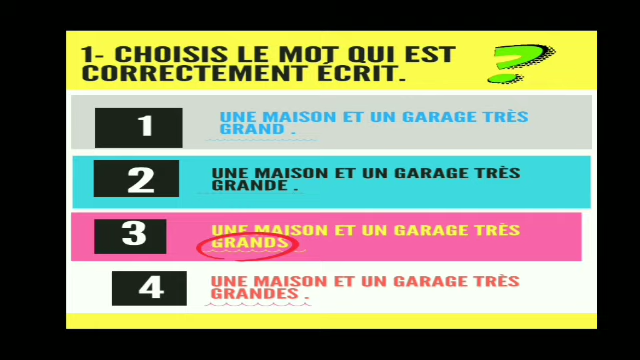 1- CHOISIS LE MOT QUI EST
CORRECTEMENT ÉCRIT.
1
UNE MAISON ET UN GARAGE TRÈS
GRAND .
2
UNE MAISON ET UN GARAGE TRÈS
GRANDE .
3
UNE MAISON ET UN GARAGE TRÈS
GRANDS
4
UNE MAISON ET UN GARAGE TRÈS
GRANDES .